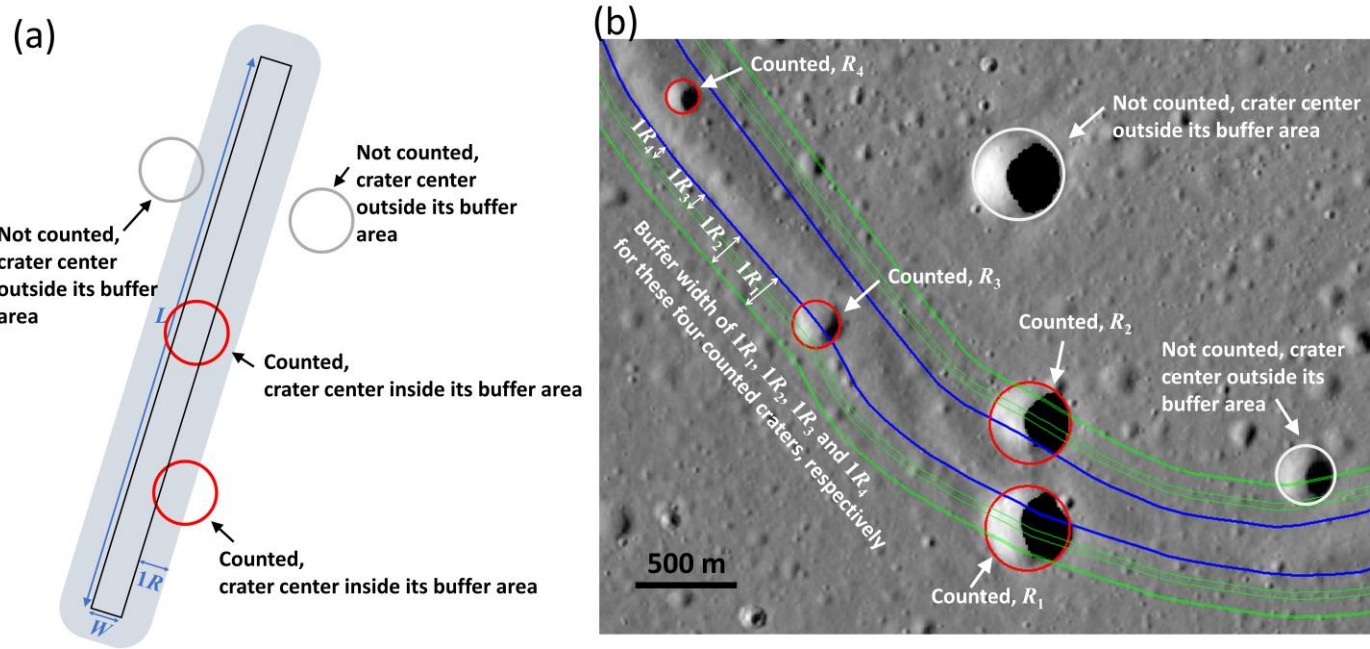 (a)
Not counted,
crater center
outside its buffer
area
Not counted,
crater center
outside its buffer
area
L
Counted,
crater center inside its buffer area
Counted,
crater center inside its buffer area
1R
W
(b)
Counted, R4
Not counted, crater center
outside its buffer area
1R4
1R3
1R2
1R1
Buffer width of 1R1, 1R2, 1R3 and 1R4
for these four counted craters, respectively
Counted, R3
Counted, R2
Not counted, crater
center outside its
buffer area
500 m
Counted, R1